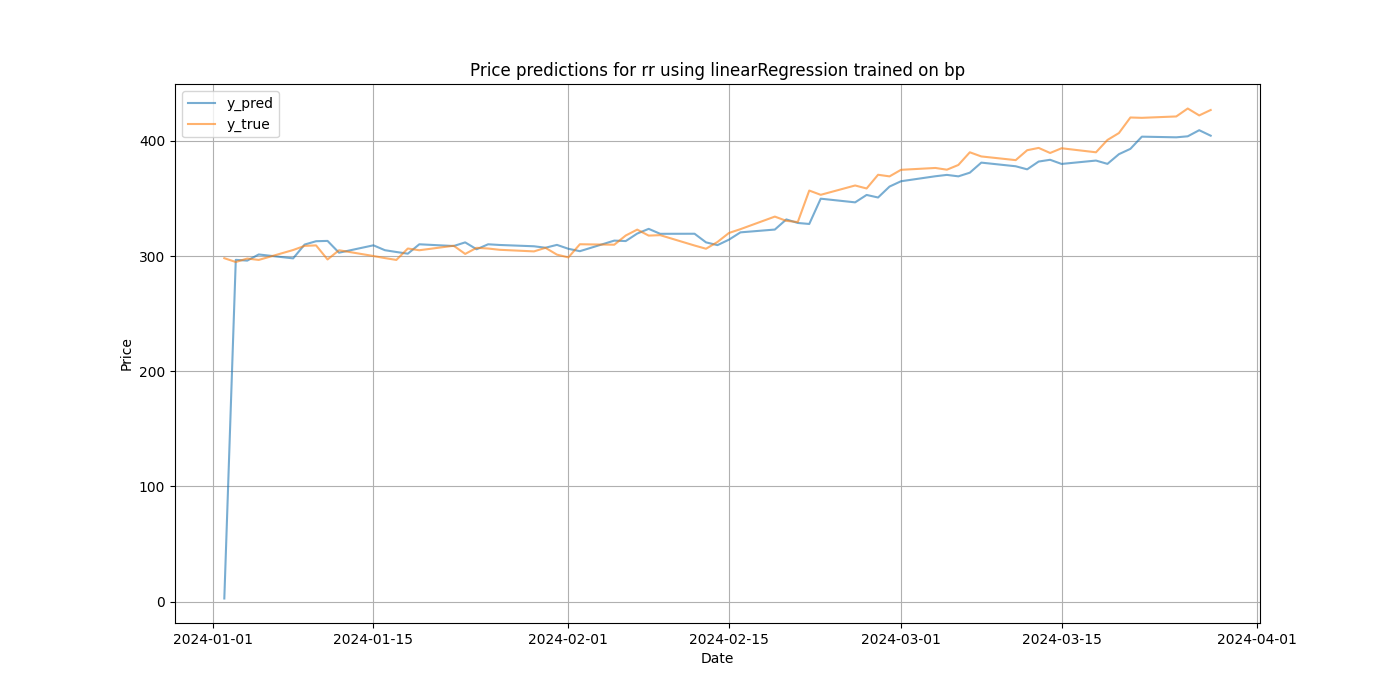 Price predictions for rr using linearRegression trained on bp
y_pred
y_true
400
300
200
100
0
Price
2024-01-01 2024-01-15 2024-02-01 2024-02-15 2024-03-01 2024-03-15 2024-04-01
Date